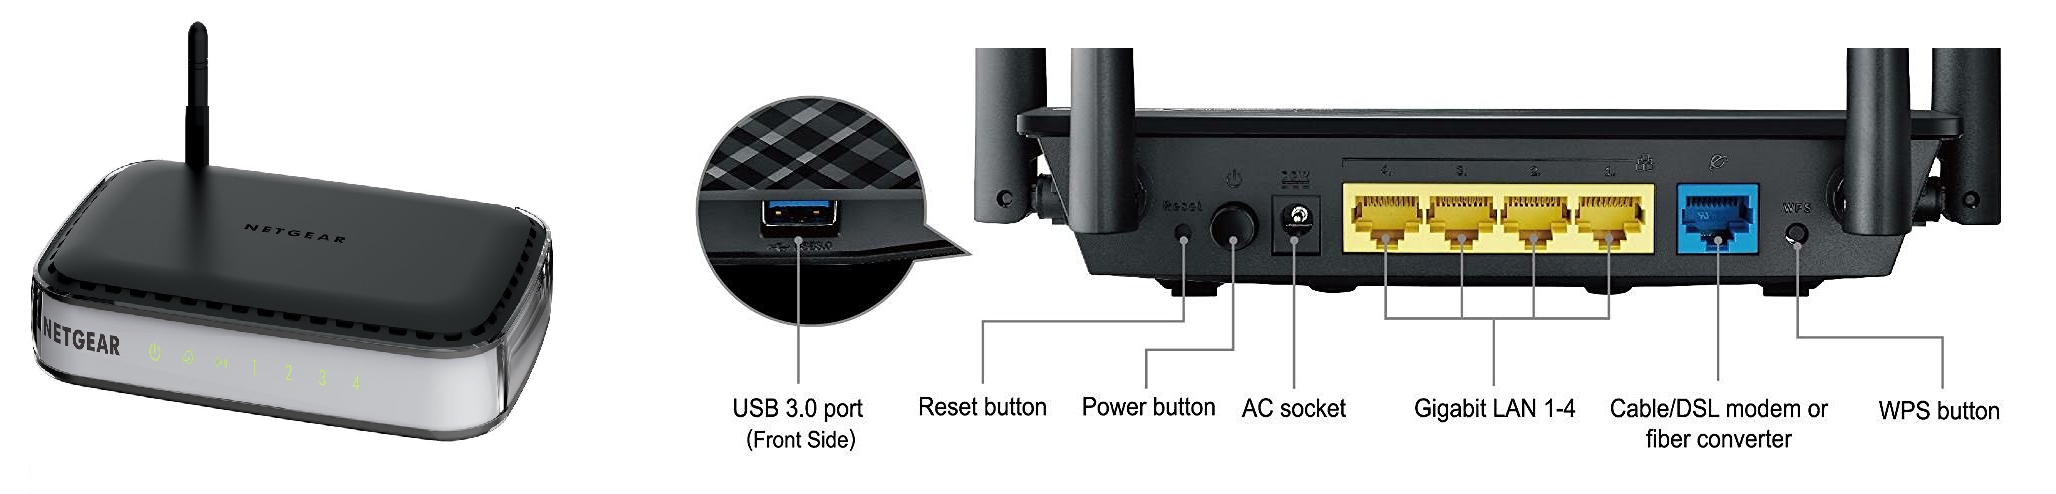 NETGEAR
NETGEAR
1 2 3 4
4. 3. 2. 1.
Reset
WPS
USB 3.0 port
(Front Side)
Reset button
Power button
AC socket
Gigabit LAN 1-4
Cable/DSL modem or
fiber converter
WPS button